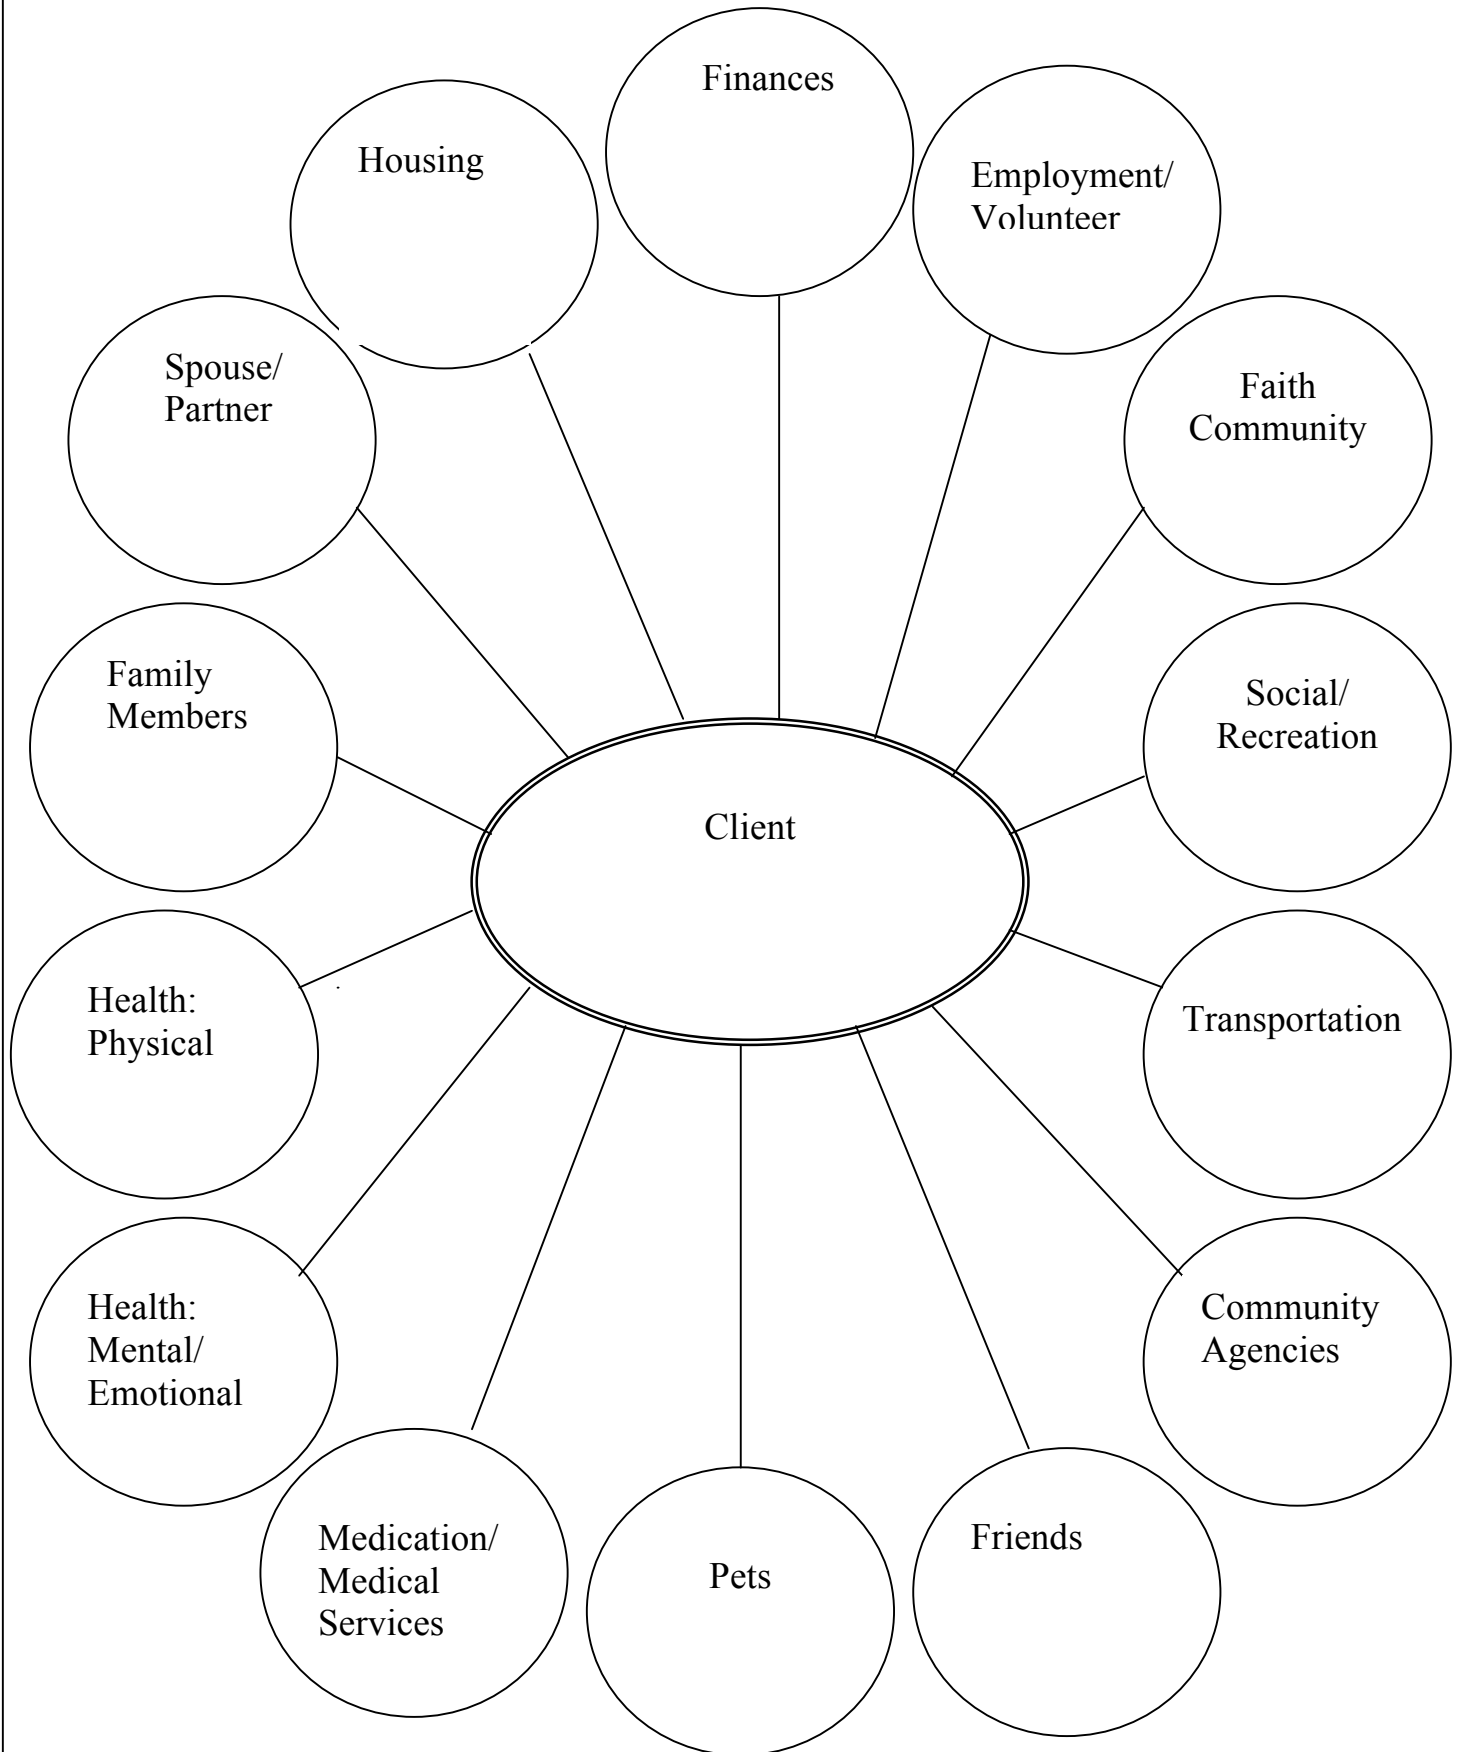 Finances
Housing
Employment/
Volunteer
Spouse/
Partner
Faith
Community
Family
Members
Social/
Recreation
Client
Health:
Physical
Transportation
Health:
Mental/
Emotional
Community
Agencies
Medication/
Medical
Services
Pets
Friends